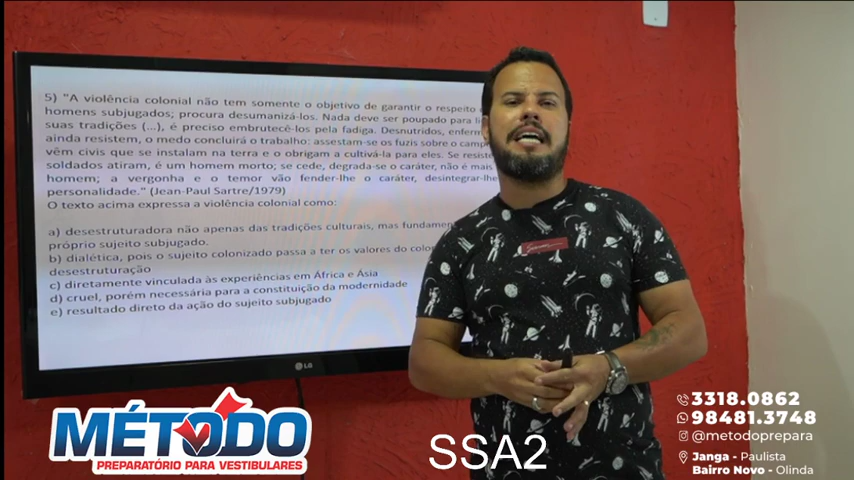 5) "A violência colonial não tem somente o objetivo de garantir o respeito
homens subjugados; procura desumanizá-los. Nada deve ser poupado para
suas tradições (...), é preciso embrutecê-los pela fadiga. Desnutridos,
ainda resistem, o medo concluirá o trabalho: assestam-se os fuzis sobre o
vêm civis que se instalam na terra e o obrigam a cultivá-la para eles. Se
soldados atiram, é um homem morto; se cede, degrada-se o caráter, não é mais
homem; a vergonha e o temor vão fender-lhe o caráter, desintegrar-lhe
personalidade." (Jean-Paul Sartre/1979)
O texto acima expressa a violência colonial como:
a) desestruturadora não apenas das tradições culturais, mas
próprio sujeito subjugado.
b) dialética, pois o sujeito colonizado passa a ter os valores do
desestruturação
c) diretamente vinculada às experiências em África e Ásia
d) cruel, porém necessária para a constituição da modernidade
e) resultado direto da ação do sujeito subjugado
LG
MÉTODO
PREPARATÓRIO PARA VESTIBULARES
SSA2
3318.0862
98481.3748
@metodoprepara
Janga - Paulista
Bairro Novo - Olinda